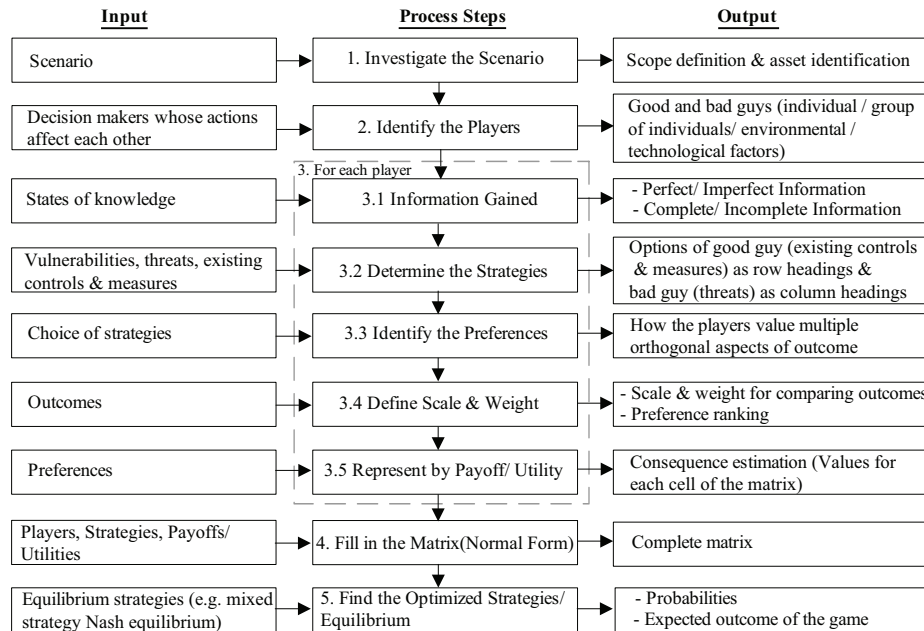 Input
Process Steps
Output
Scenario
1. Investigate the Scenario
Scope definition & asset identification
Decision makers whose actions
affect each other
2. Identify the Players
Good and bad guys (individual / group
of individuals/ environmental /
technological factors)
3. For each player
States of knowledge
3.1 Information Gained
- Perfect/ Imperfect Information
- Complete/ Incomplete Information
Vulnerabilities, threats, existing
controls & measures
3.2 Determine the Strategies
Options of good guy (existing controls
& measures) as row headings &
bad guy (threats) as column headings
Choice of strategies
3.3 Identify the Preferences
How the players value multiple
orthogonal aspects of outcome
Outcomes
3.4 Define Scale & Weight
- Scale & weight for comparing outcomes
- Preference ranking
Preferences
3.5 Represent by Payoff/ Utility
Consequence estimation (Values for
each cell of the matrix)
Players, Strategies, Payoffs/
Utilities
4. Fill in the Matrix(Normal Form)
Complete matrix
Equilibrium strategies (e.g. mixed
strategy Nash equilibrium)
5. Find the Optimized Strategies/
Equilibrium
- Probabilities
- Expected outcome of the game